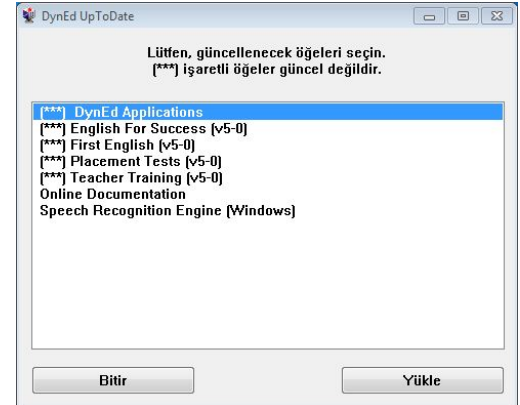 DynEd UpToDate
Lütfen, güncellenecek öğeleri seçin.
(***) işaretli öğeler güncel değildir.
(***) DynEd Applications
(***) English For Success (v5-0)
(***) First English (v5-0)
(***) Placement Tests (v5-0)
(***) Teacher Training (v5-0)
Online Documentation
Speech Recognition Engine (Windows)
Bitir Yükle